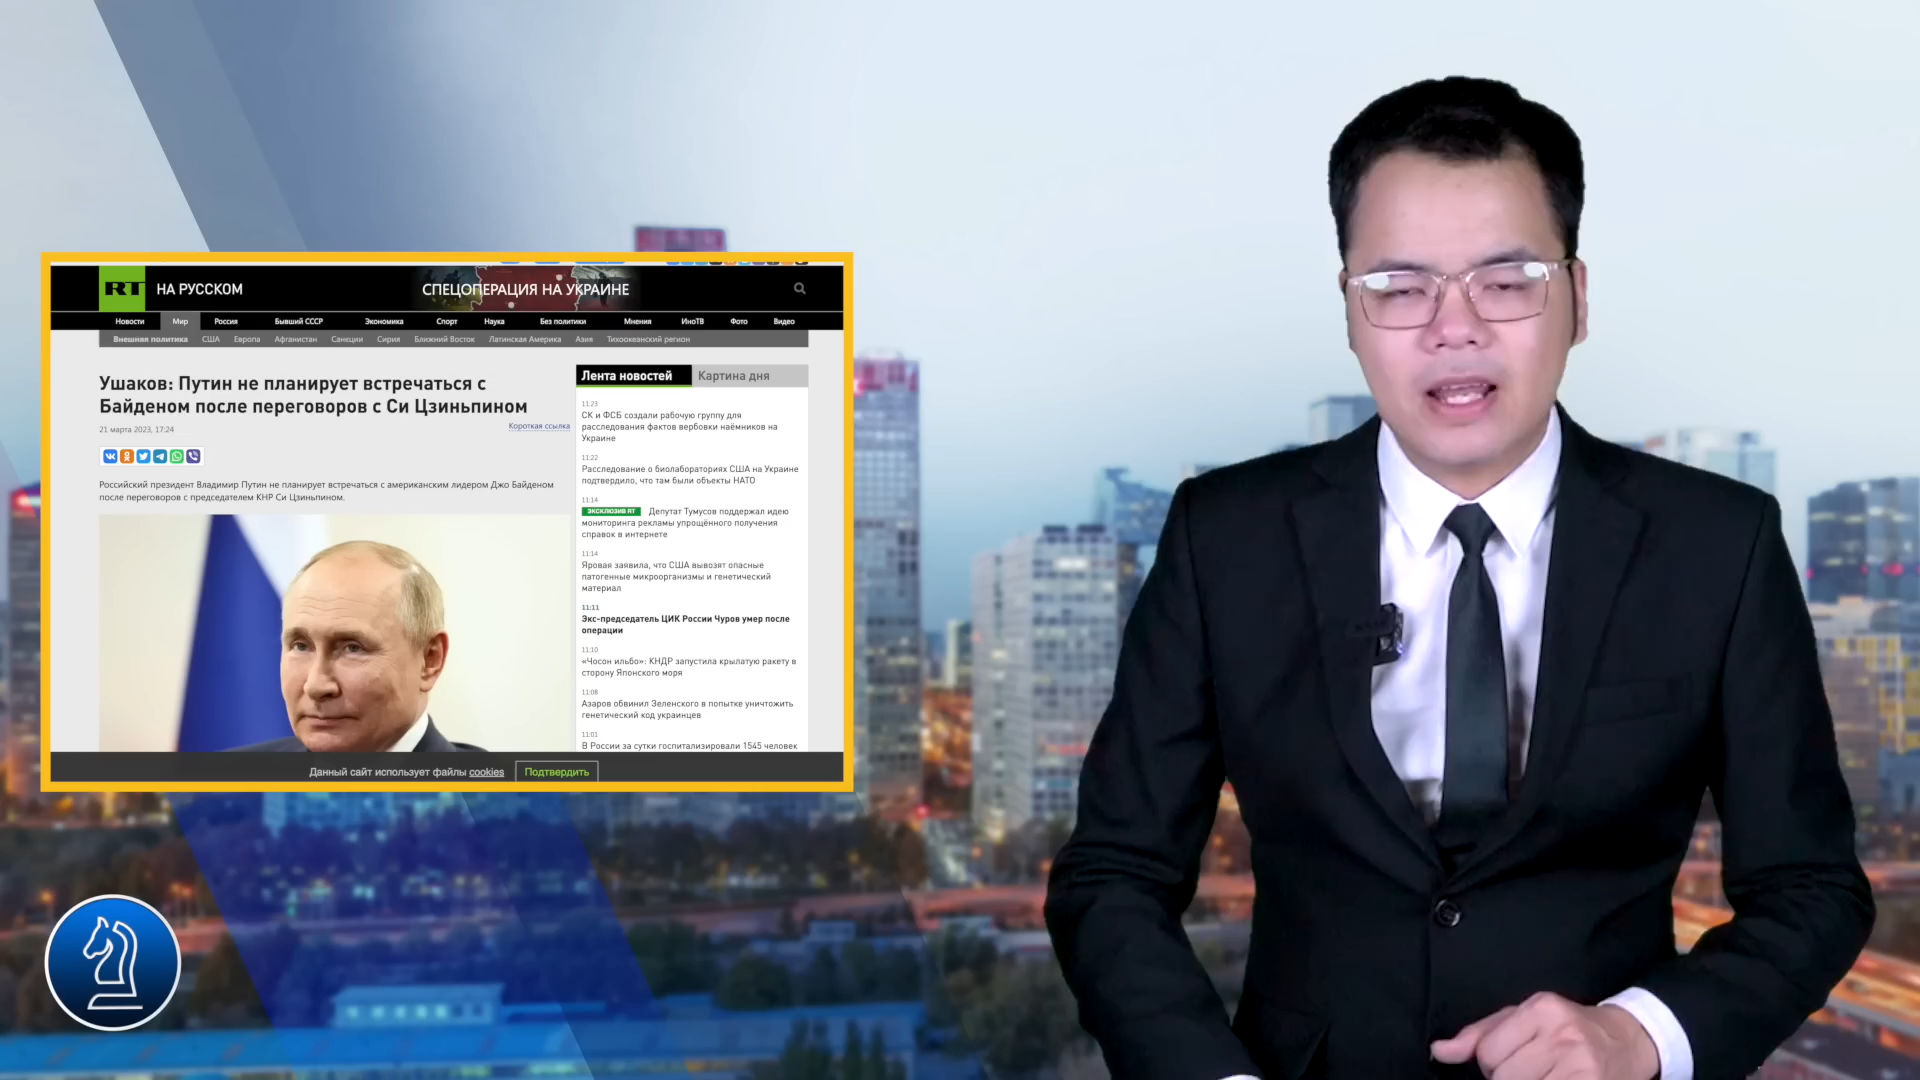 RT НА РУССКОМ
СПЕЦОПЕРАЦИЯ НА УКРАИНЕ
Новости Мир Россия Бывший СССР Экономика Спорт Наука Без политики Мнения ИноТВ Фото Видео
Внешняя политика США Европа Афганистан Санкции Сирия Ближний Восток Латинская Америка Азия Тихоокеанский регион
Ушаков: Путин не планирует встречаться с
Байденом после переговоров с Си Цзиньпином
21 марта 2023, 17:24
Короткая ссылка
Российский президент Владимир Путин не планирует встречаться с американским лидером Джо Байденом
после переговоров с председателем КНР Си Цзиньпином.
Лента новостей Картина дня
11:23
СК и ФСБ создали рабочую группу для
расследования фактов вербовки наёмников на
Украине
11:22
Расследование о биолабораториях США на Украине
подтвердило, что там были объекты НАТО
11:14
ЭКСКЛЮЗИВ RT Депутат Тумусов поддержал идею
мониторинга рекламы упрощённого получения
справок в интернете
11:14
Яровая заявила, что США вывозят опасные
патогенные микроорганизмы и генетический
материал
11:11
Экс-председатель ЦИК России Чуров умер после
операции
11:10
«Чосон ильбо»: КНДР запустила крылатую ракету в
сторону Японского моря
11:08
Азаров обвинил Зеленского в попытке уничтожить
генетический код украинцев
11:01
В России за сутки госпитализировали 1545 человек
Данный сайт использует файлы cookies Подтвердить